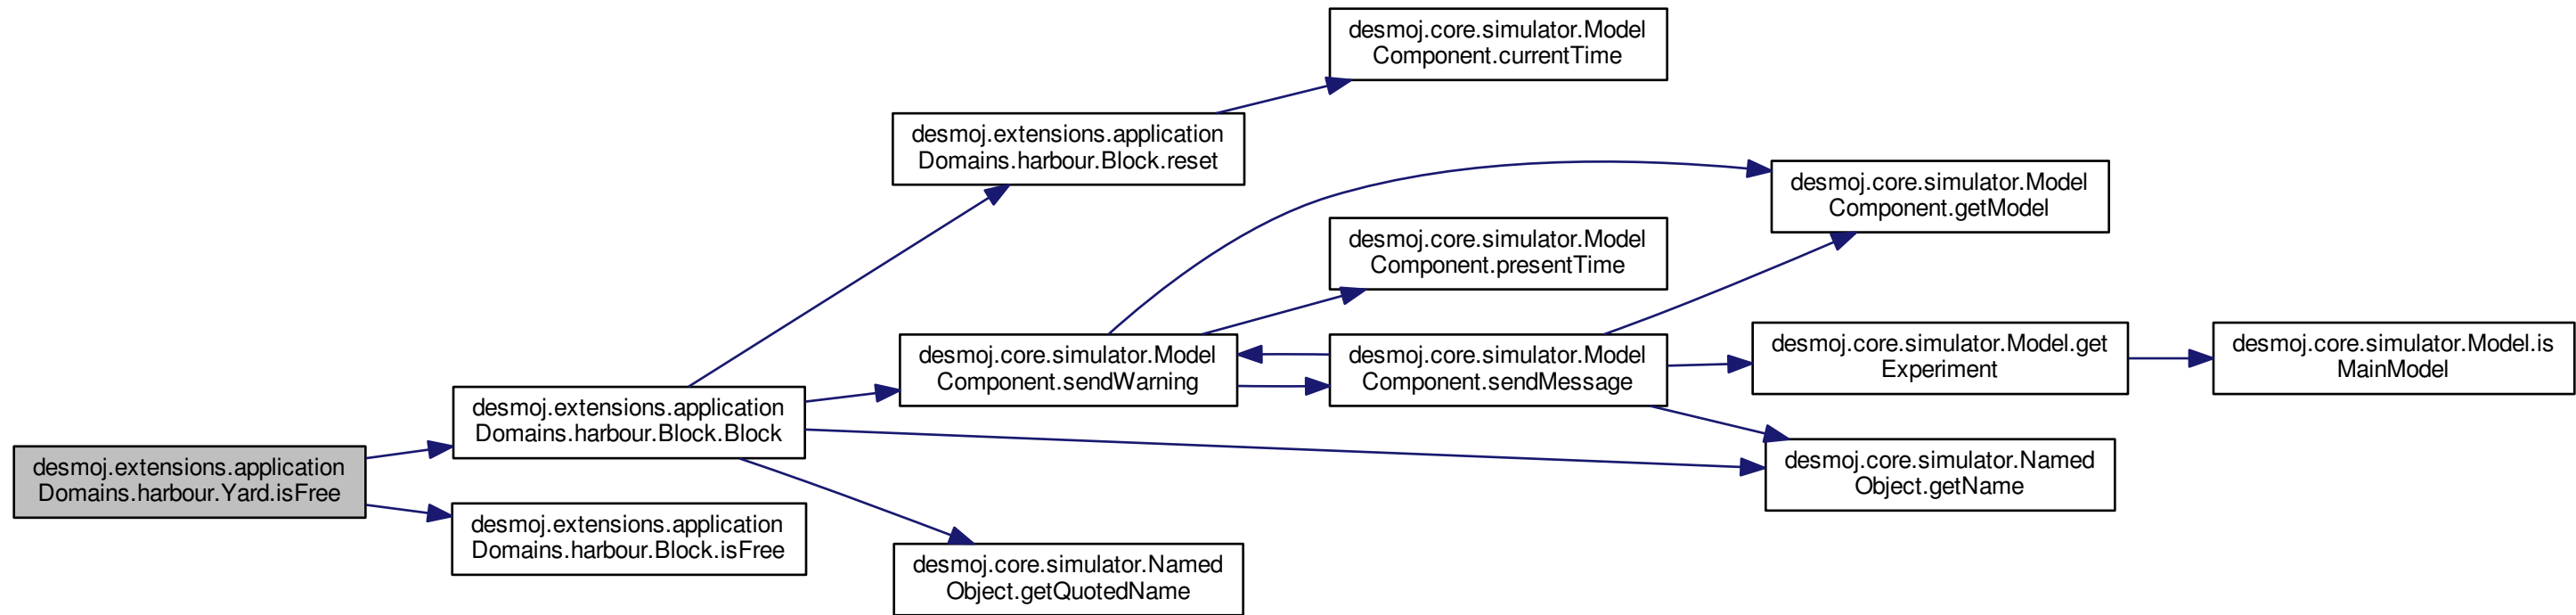 desmoj.core.simulator.Model
Component.currentTime
desmoj.extensions.application
Domains.harbour.Block.reset
desmoj.core.simulator.Model
Component.getModel
desmoj.core.simulator.Model
Component.presentTime
desmoj.core.simulator.Model
Component.sendWarning
desmoj.core.simulator.Model
Component.sendMessage
desmoj.core.simulator.Model.get
Experiment
desmoj.core.simulator.Model.is
MainModel
desmoj.extensions.application
Domains.harbour.Block.Block
desmoj.extensions.application
Domains.harbour.Yard.isFree
desmoj.core.simulator.Named
Object.getName
desmoj.extensions.application
Domains.harbour.Block.isFree
desmoj.core.simulator.Named
Object.getQuotedName